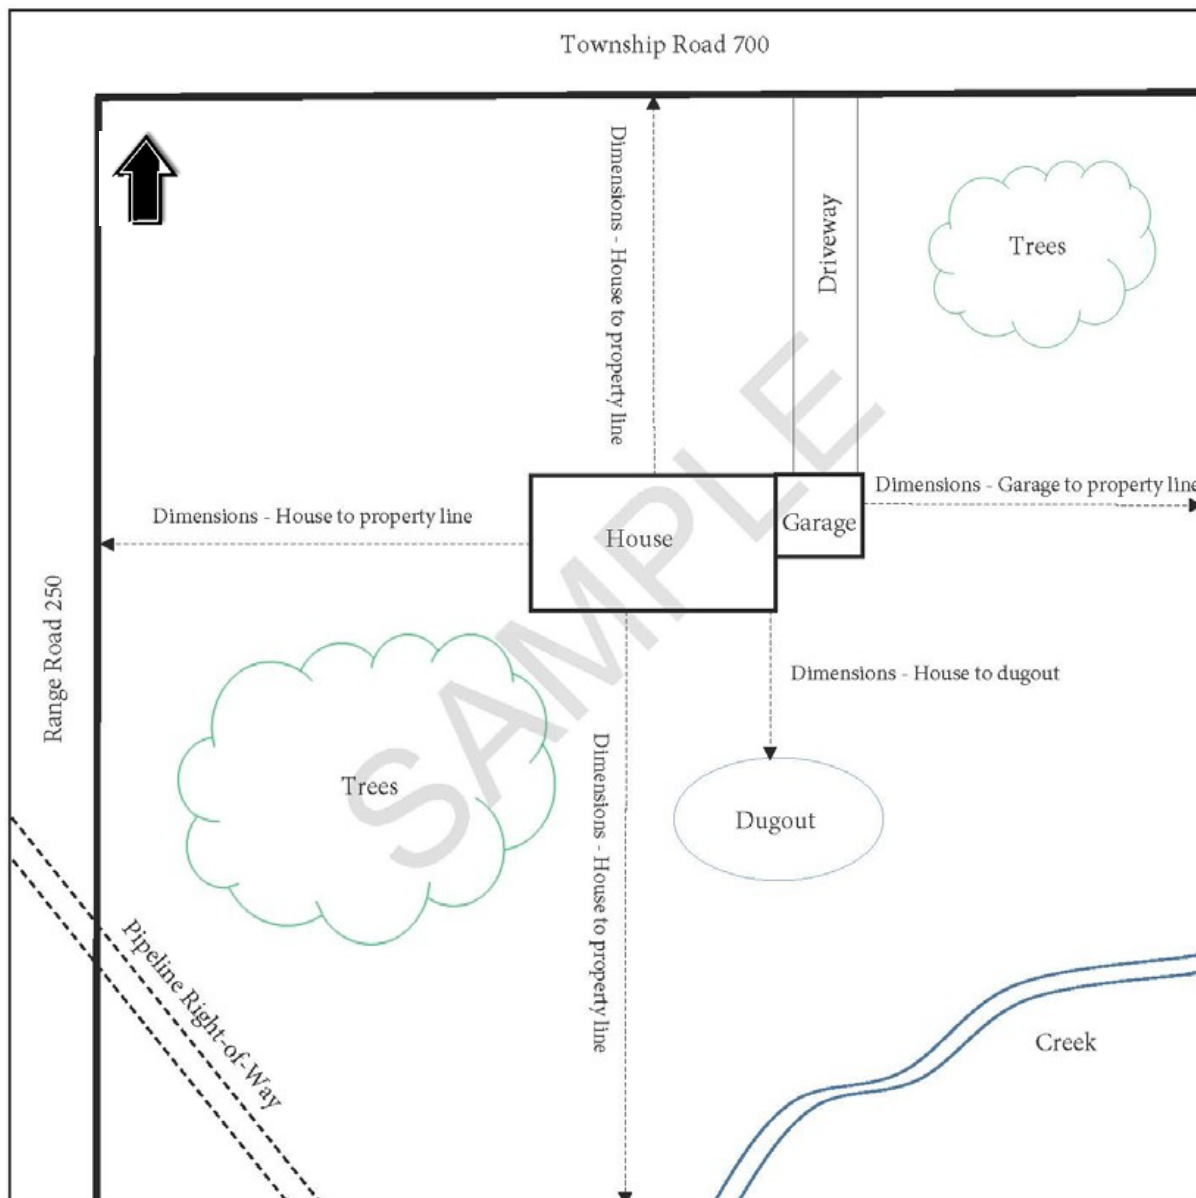 Township Road 700
Dimensions - House to property line
Driveway
Trees
Dimensions - Garage to property line
Dimensions - House to property line
House
Garage
Range Road 250
SAMPLE
Dimensions - House to dugout
Trees
Dimensions - House to property line
Dugout
Pipeline Right-of-Way
Creek